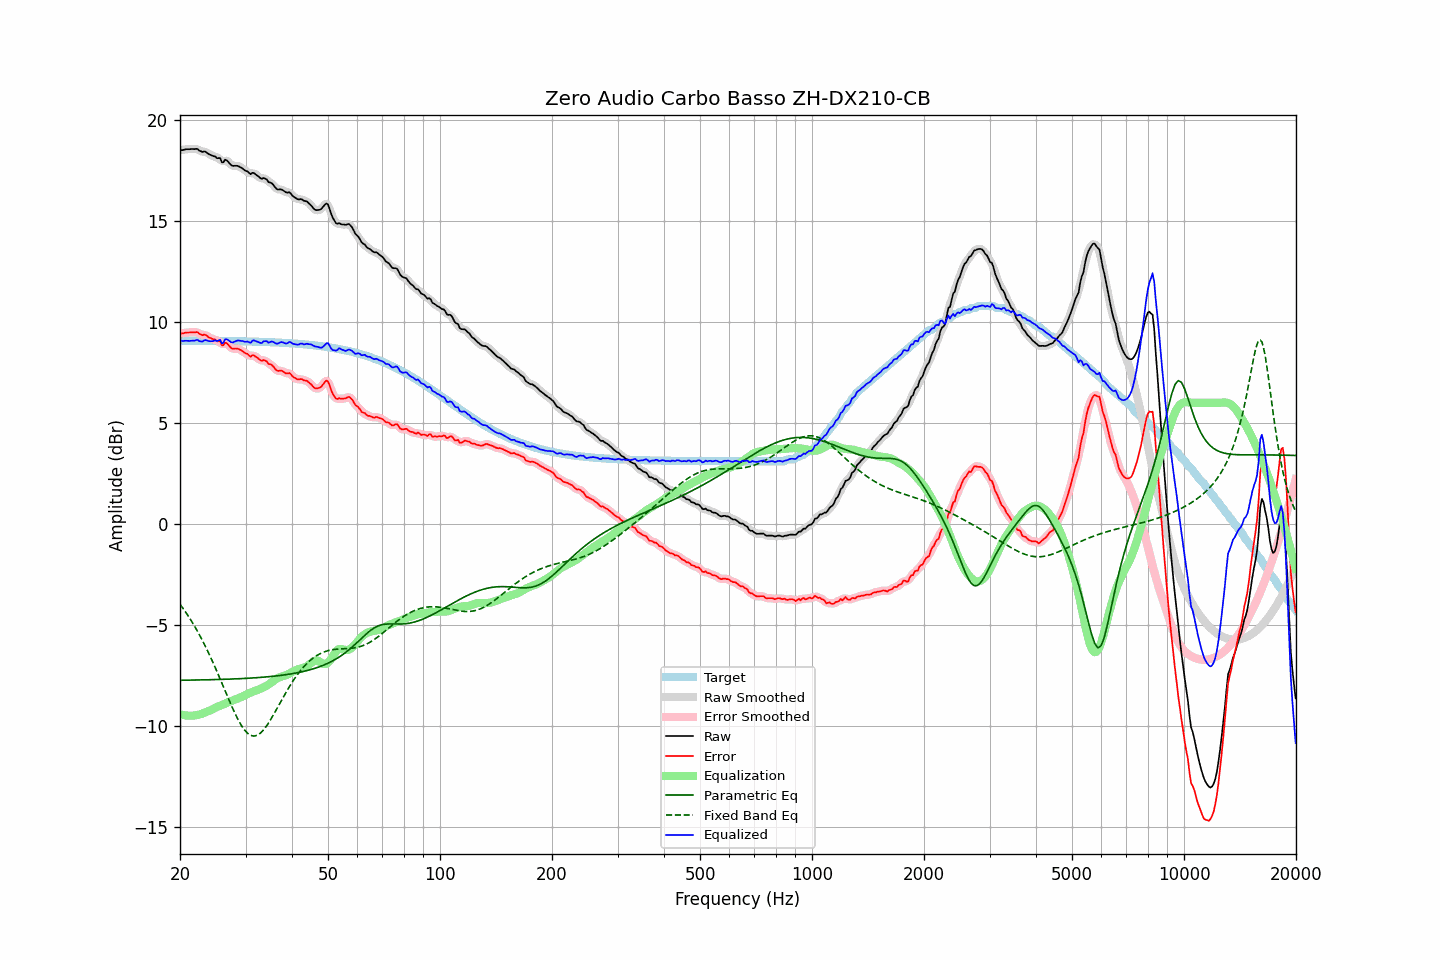 Zero Audio Carbo Basso ZH-DX210-CB
20
15
10
5
0
−5
−10
−15
Amplitude (dBr)
Target
Raw Smoothed
Error Smoothed
Raw
Error
Equalization
Parametric Eq
Fixed Band Eq
Equalized
20 50 100 200 500 1000 2000 5000 10000 20000
Frequency (Hz)